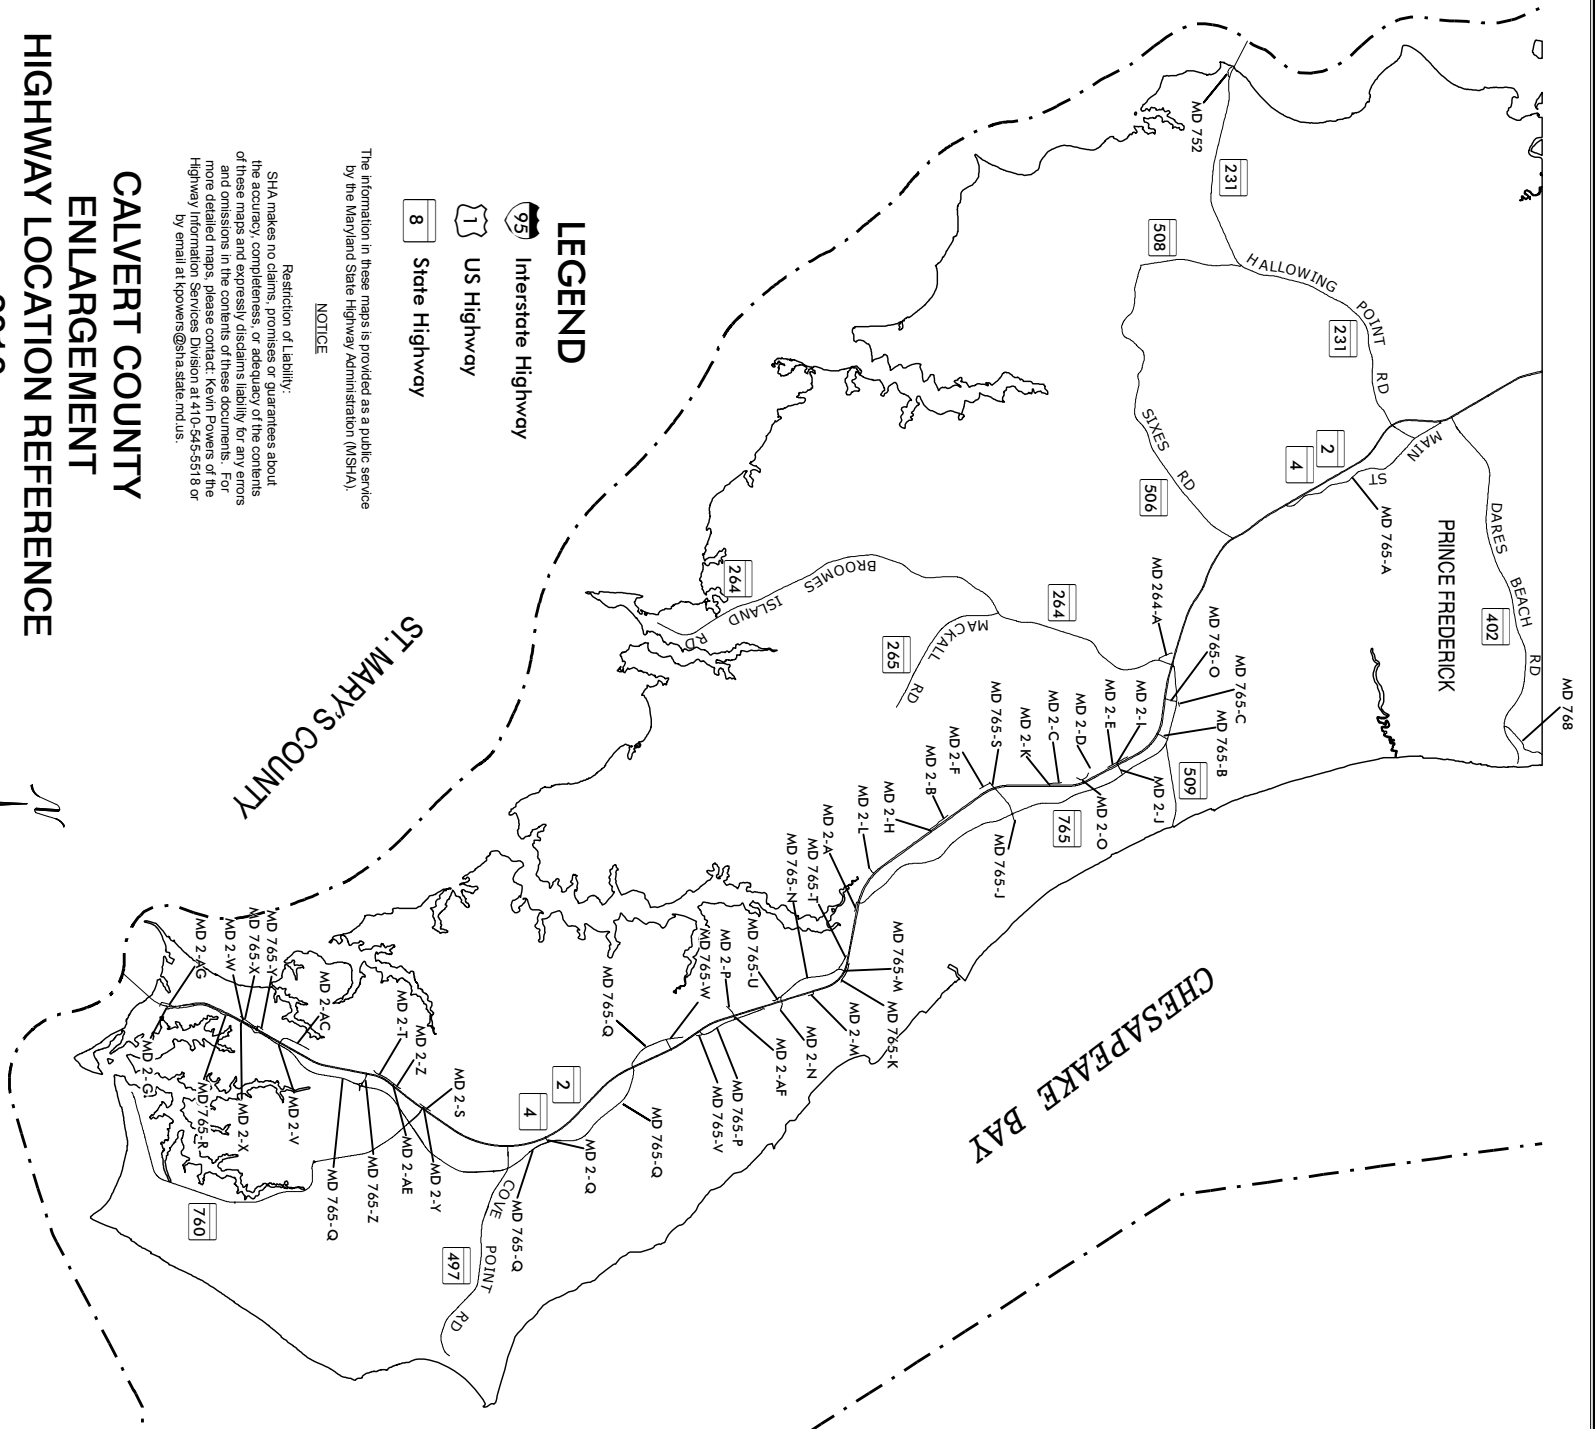 CALVERT COUNTY
ENLARGEMENT
HIGHWAY LOCATION REFERENCE
LEGEND
95 Interstate Highway
1 US Highway
8 State Highway
The information in these maps is provided as a public service
by the Maryland State Highway Administration (MSHA).
NOTICE
Restriction of Liability:
SHA makes no claims, promises or guarantees about
the accuracy, completeness, or adequacy of the contents
of these maps and expressly disclaims liability for any errors
and omissions in the contents of these documents. For
more detailed maps, please contact: Kevin Powers of the
Highway Information Services Division at 410-545-5518 or
by email at kpowers@sha.state.md.us.
MD 752
231
508
HALLOWING POINT RD
231
SIXES RD
506
2
4
MAIN ST
MD 765-A
PRINCE FREDERICK
DARES BEACH RD
402
MD 768
264
BROOMES ISLAND RD
264
MACKALL RD
265
MD 264-A
MD 765-O
MD 765-C
MD 765-B
509
MD 2-I
MD 2-E
MD 2-D
MD 2-C
MD 2-K
MD 765-S
MD 2-F
MD 2-B
MD 2-H
MD 2-L
MD 2-A
MD 765-T
MD 765-N
MD 2-J
MD 2-O
765
MD 765-J
MD 765-M
MD 765-K
MD 2-M
MD 2-N
MD 2-AF
MD 765-P
MD 765-V
MD 765-U
MD 2-P
MD 765-W
MD 765-Q
MD 765-Q
2
4
MD 2-Q
MD 765-Q
COVE POINT RD
497
MD 2-S
MD 2-Z
MD 2-T
MD 2-AC
MD 765-Y
MD 765-X
MD 2-W
MD 2-AG
MD 2-Y
MD 2-AE
MD 765-Z
MD 765-Q
MD 2-V
MD 2-X
MD 765-R
MD 2-G
760
ST. MARY'S COUNTY
CHESAPEAKE BAY